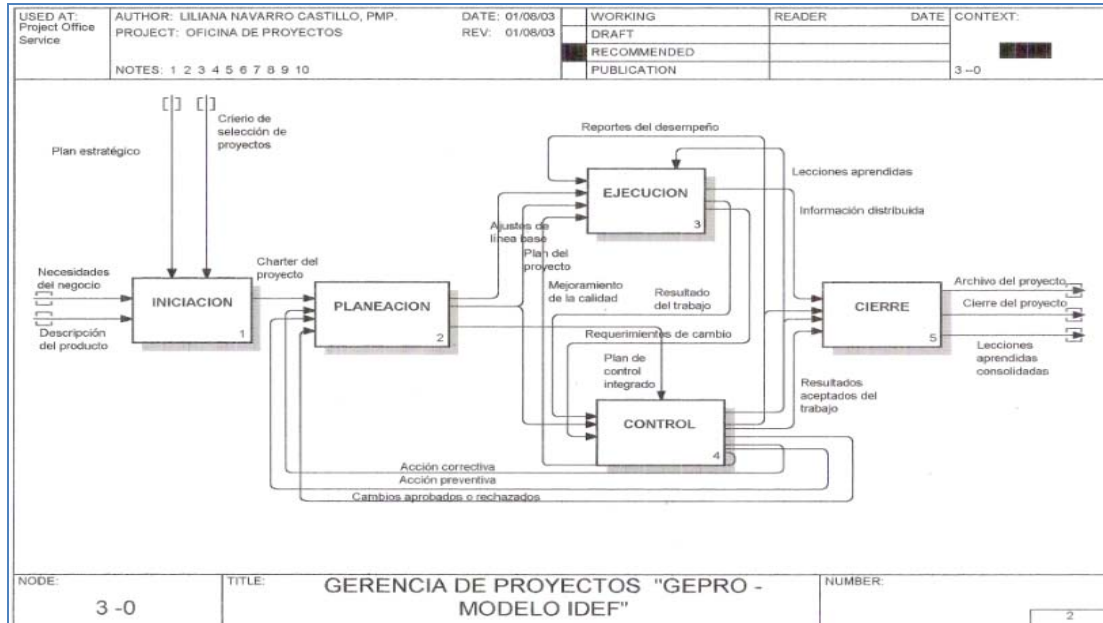 USED AT:
Project Office
Service
AUTHOR: LILIANA NAVARRO CASTILLO, PMP.
PROJECT: OFICINA DE PROYECTOS
DATE: 01/08/03
REV: 01/08/03
NOTES: 1 2 3 4 5 6 7 8 9 10
WORKING
DRAFT
RECOMMENDED
PUBLICATION
READER
DATE
CONTEXT:
3 --0
Plan estratégico
Crierio de
selección de
proyectos
Necesidades
del negocio
Descripción
del producto
INICIACION
1
Charter del
proyecto
PLANEACION
2
Reportes del desempeño
EJECUCION
3
Lecciones aprendidas
Información distribuida
Ajustes de
línea base
Plan del
proyecto
Mejoramiento
de la calidad
Resultado
del trabajo
Requerimientos de cambio
Plan de
control
integrado
CONTROL
4
CIERRE
5
Archivo del proyecto
Cierre del proyecto
Lecciones
aprendidas
consolidadas
Resultados
aceptados del
trabajo
Acción correctiva
Acción preventiva
Cambios aprobados o rechazados
NODE:
3 -0
TITLE:
GERENCIA DE PROYECTOS "GEPRO -
MODELO IDEF"
NUMBER:
2